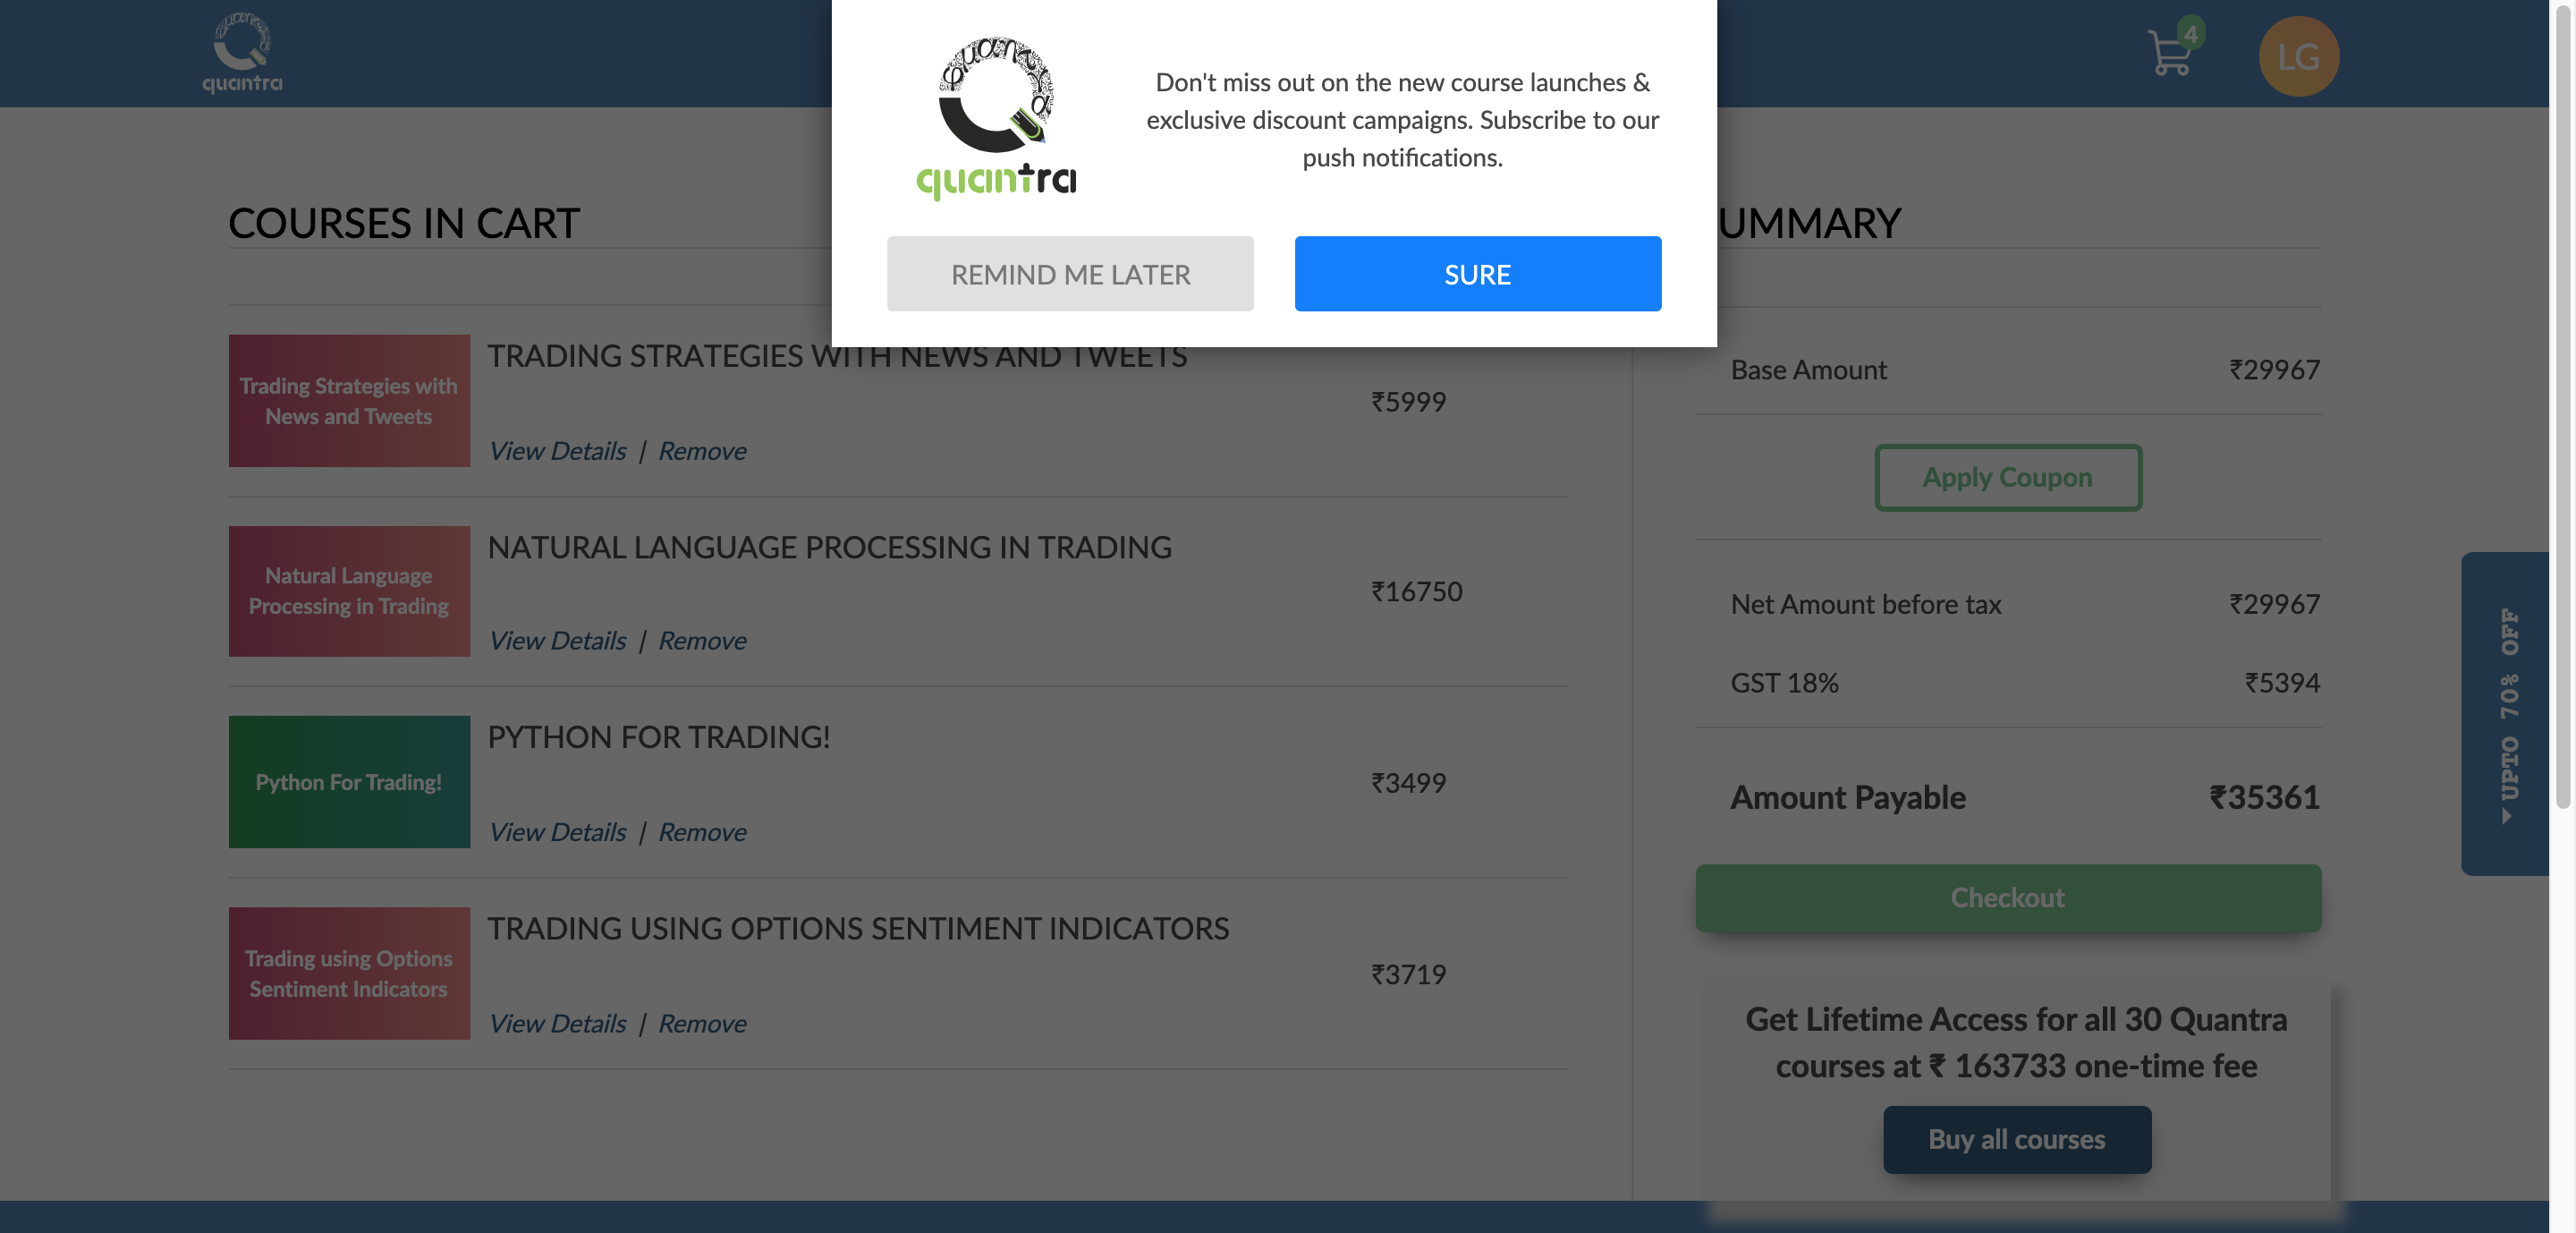 quantra
4
LG
quantra
Don't miss out on the new course launches &
exclusive discount campaigns. Subscribe to our
push notifications.
REMIND ME LATER
SURE
COURSES IN CART
TRADING STRATEGIES WITH NEWS AND TWEETS
Trading Strategies with
News and Tweets
₹5999
View Details | Remove
NATURAL LANGUAGE PROCESSING IN TRADING
Natural Language
Processing in Trading
₹16750
View Details | Remove
PYTHON FOR TRADING!
Python For Trading!
₹3499
View Details | Remove
TRADING USING OPTIONS SENTIMENT INDICATORS
Trading using Options
Sentiment Indicators
₹3719
View Details | Remove
UMMARY
Base Amount ₹29967
Apply Coupon
Net Amount before tax ₹29967
GST 18% ₹5394
Amount Payable ₹35361
Checkout
Get Lifetime Access for all 30 Quantra
courses at ₹ 163733 one-time fee
Buy all courses
UPTO 70% OFF